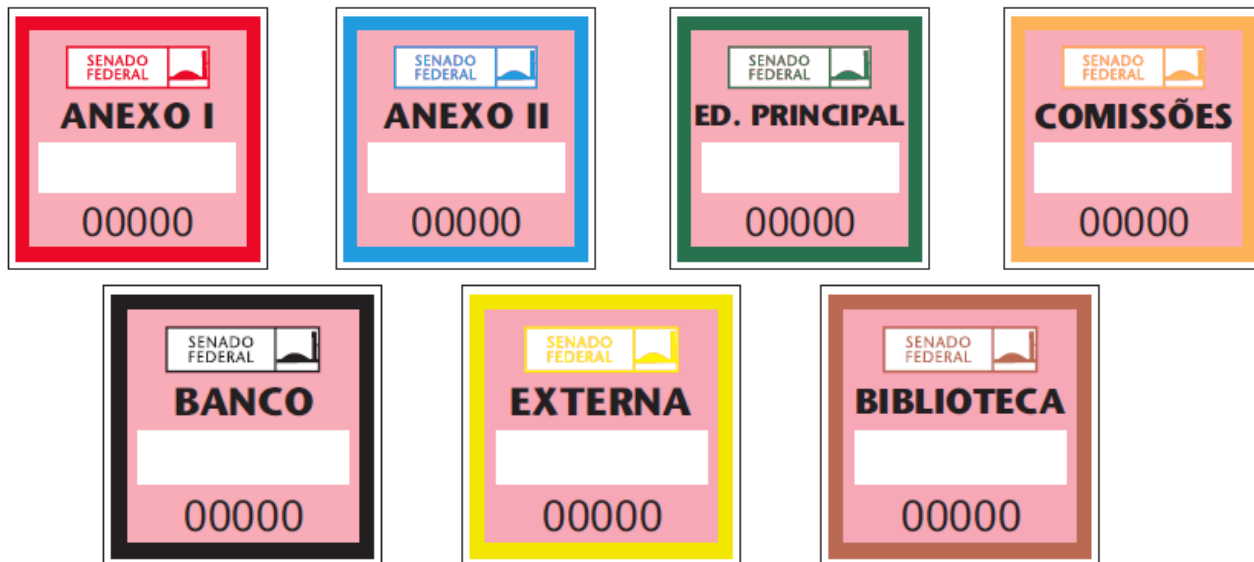 SENADO
FEDERAL
ANEXO I
00000
SENADO
FEDERAL
ANEXO II
00000
SENADO
FEDERAL
ED. PRINCIPAL
00000
SENADO
FEDERAL
COMISSÕES
00000
SENADO
FEDERAL
BANCO
00000
SENADO
FEDERAL
EXTERNA
00000
SENADO
FEDERAL
BIBLIOTECA
00000